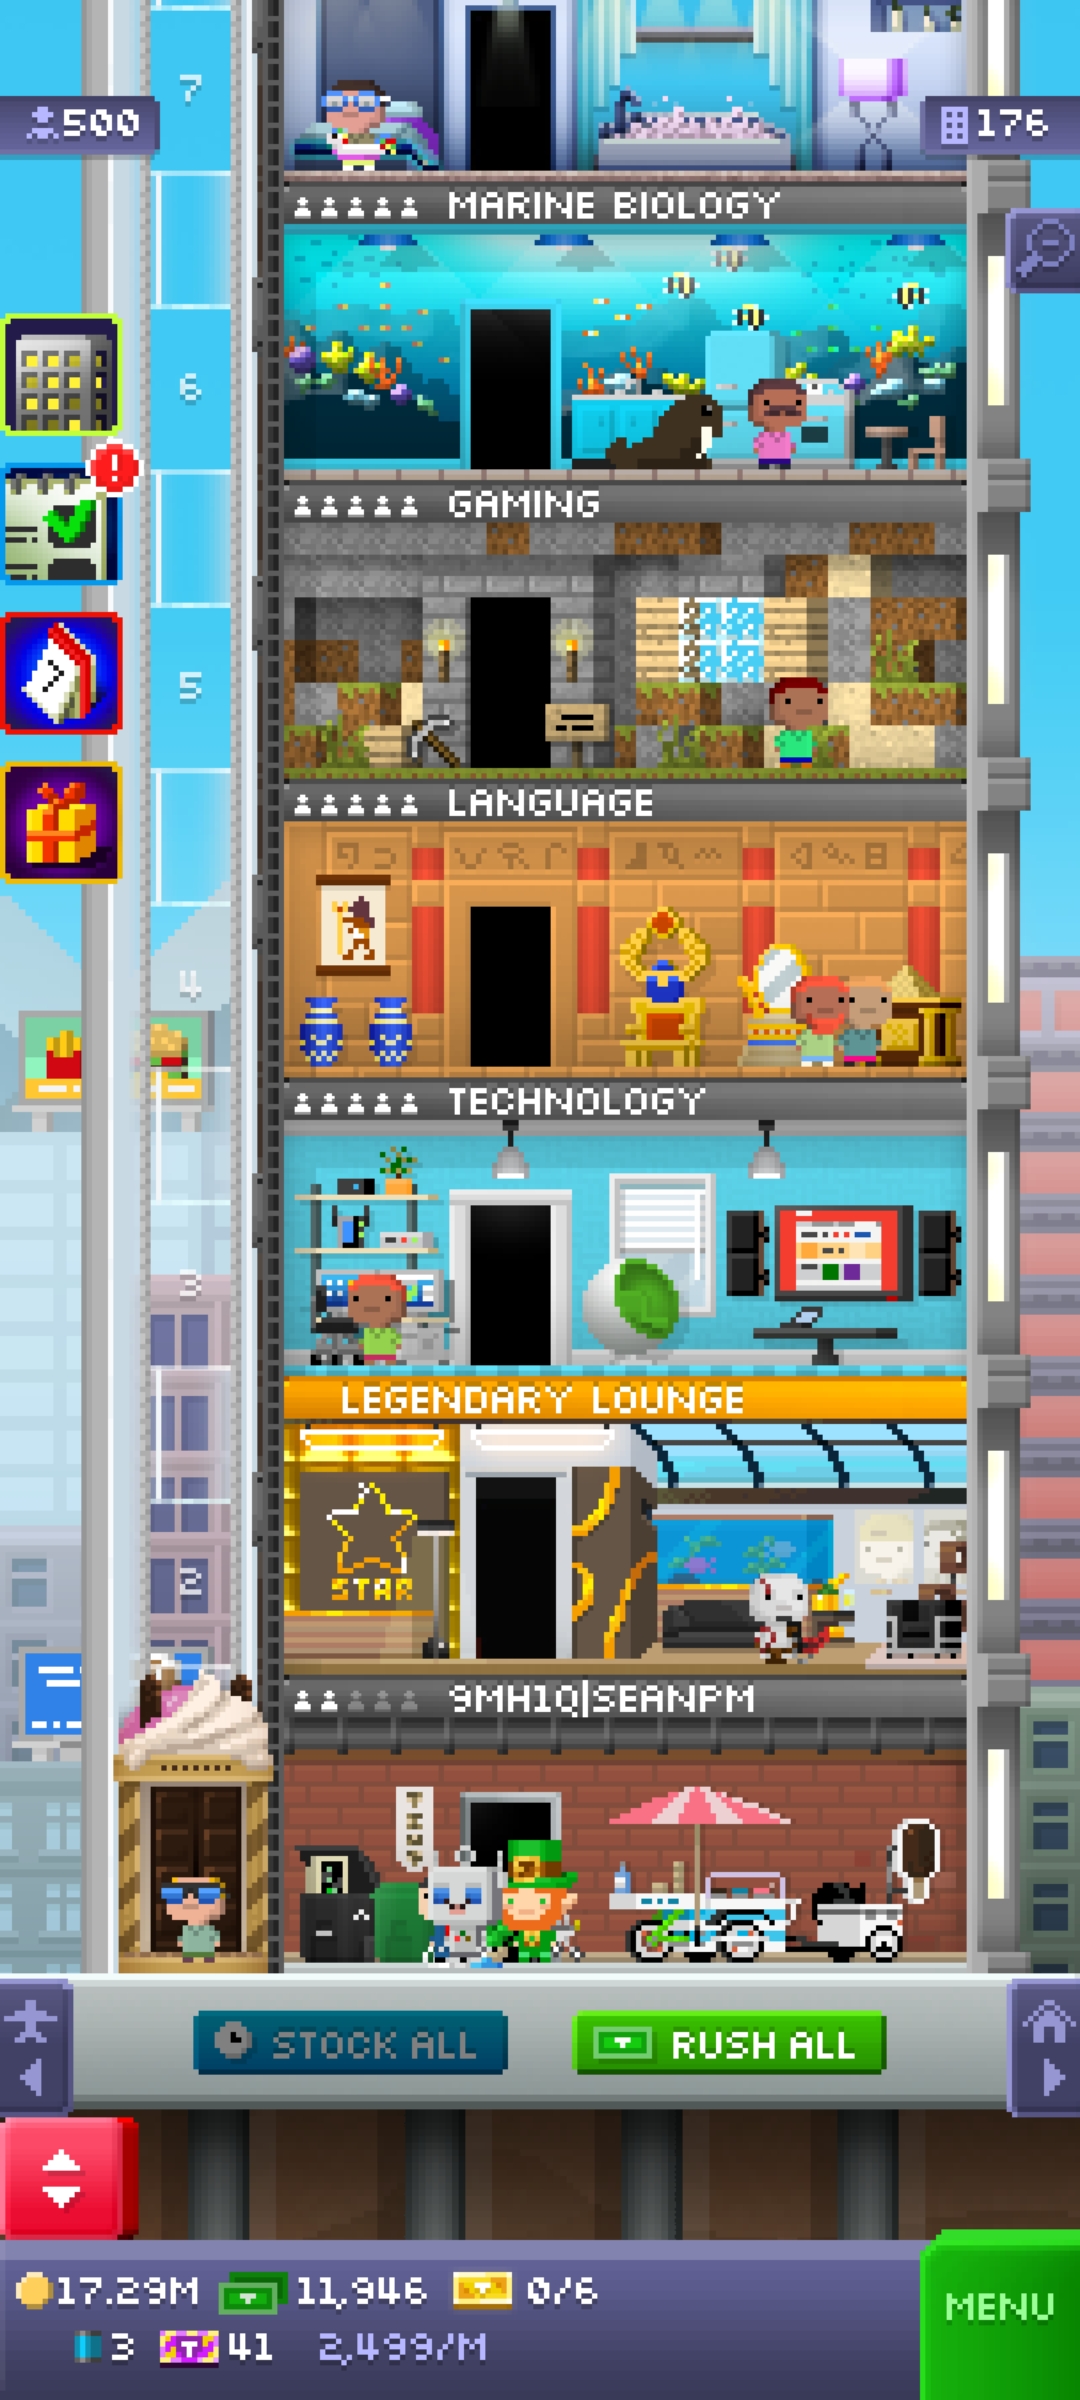 7
500
176
MARINE BIOLOGY
6
GAMING
5
LANGUAGE
4
TECHNOLOGY
3
LEGENDARY LOUNGE
STAR
2
9MH1Q|SEANPM
TINY
STOCK ALL
RUSH ALL
17.29M
11,946
0/6
MENU
3
41
2,499/M